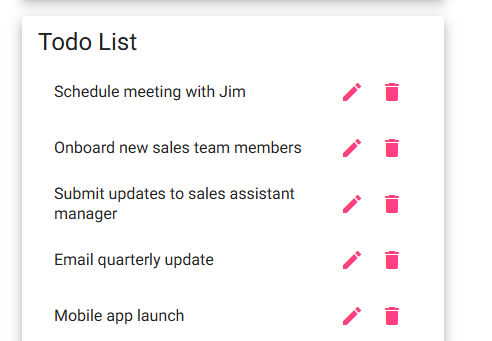 Todo List
Schedule meeting with Jim
Onboard new sales team members
Submit updates to sales assistant
manager
Email quarterly update
Mobile app launch